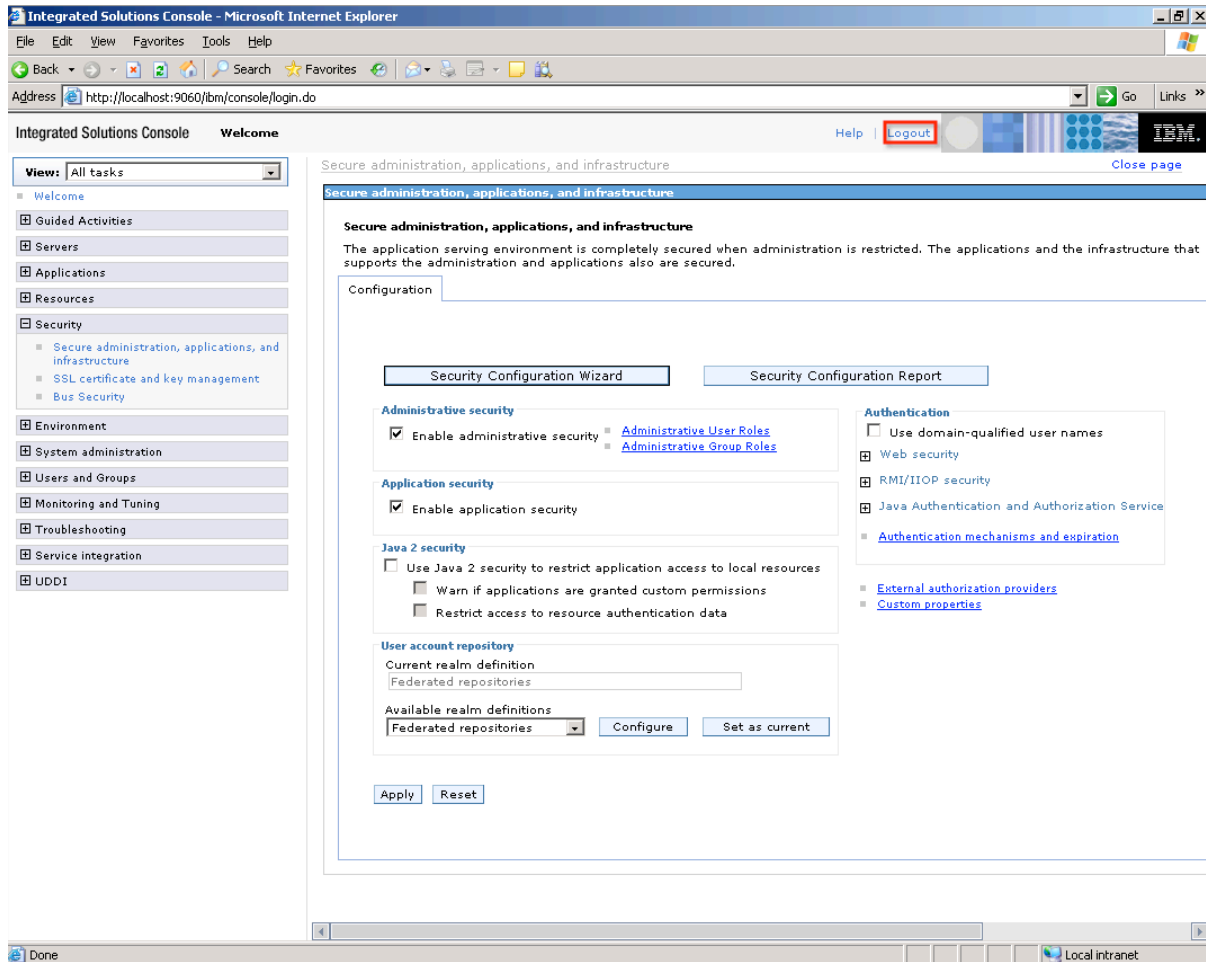 Integrated Solutions Console - Microsoft Internet Explorer
File Edit View Favorites Tools Help
Back Search Favorites
Address http://localhost:9060/ibm/console/login.do Go Links »
Integrated Solutions Console Welcome Help | Logout IBM.
View: All tasks
Welcome
Guided Activities
Servers
Applications
Resources
Security
Secure administration, applications, and
infrastructure
SSL certificate and key management
Bus Security
Environment
System administration
Users and Groups
Monitoring and Tuning
Troubleshooting
Service integration
UDDI
Secure administration, applications, and infrastructure Close page
Secure administration, applications, and infrastructure
Secure administration, applications, and infrastructure
The application serving environment is completely secured when administration is restricted. The applications and the infrastructure that
supports the administration and applications also are secured.
Configuration
Security Configuration Wizard Security Configuration Report
Administrative security
Enable administrative security
Administrative User Roles
Administrative Group Roles
Application security
Enable application security
Java 2 security
Use Java 2 security to restrict application access to local resources
Warn if applications are granted custom permissions
Restrict access to resource authentication data
User account repository
Current realm definition
Federated repositories
Available realm definitions
Federated repositories Configure Set as current
Apply Reset
Authentication
Use domain-qualified user names
Web security
RMI/IIOP security
Java Authentication and Authorization Service
Authentication mechanisms and expiration
External authorization providers
Custom properties
Done Local intranet